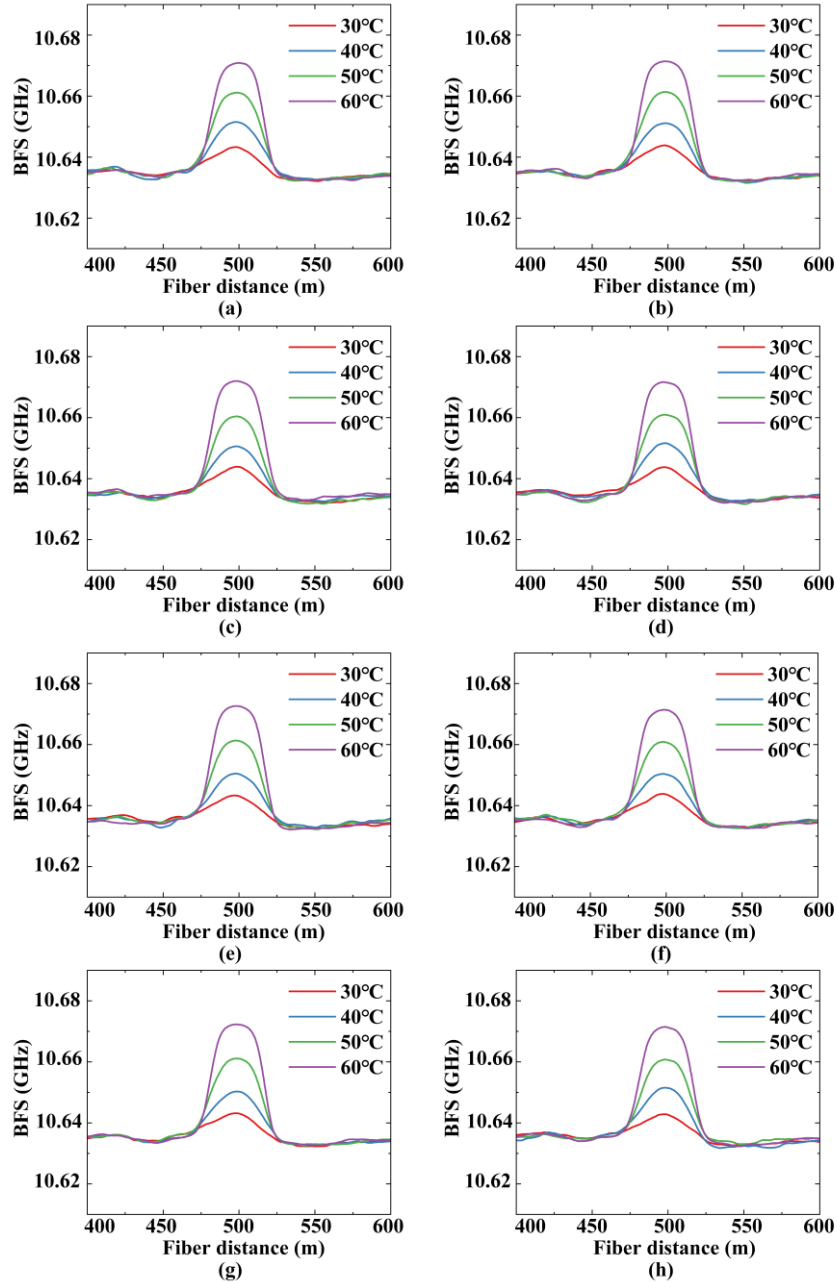 10.68
30°C
40°C
50°C
60°C
10.66
10.64
10.62
BFS (GHz)
400 450 500 550 600
Fiber distance (m)
(a)
10.68
30°C
40°C
50°C
60°C
10.66
10.64
10.62
BFS (GHz)
400 450 500 550 600
Fiber distance (m)
(b)
10.68
30°C
40°C
50°C
60°C
10.66
10.64
10.62
BFS (GHz)
400 450 500 550 600
Fiber distance (m)
(c)
10.68
30°C
40°C
50°C
60°C
10.66
10.64
10.62
BFS (GHz)
400 450 500 550 600
Fiber distance (m)
(d)
10.68
30°C
40°C
50°C
60°C
10.66
10.64
10.62
BFS (GHz)
400 450 500 550 600
Fiber distance (m)
(e)
10.68
30°C
40°C
50°C
60°C
10.66
10.64
10.62
BFS (GHz)
400 450 500 550 600
Fiber distance (m)
(f)
10.68
30°C
40°C
50°C
60°C
10.66
10.64
10.62
BFS (GHz)
400 450 500 550 600
Fiber distance (m)
(g)
10.68
30°C
40°C
50°C
60°C
10.66
10.64
10.62
BFS (GHz)
400 450 500 550 600
Fiber distance (m)
(h)